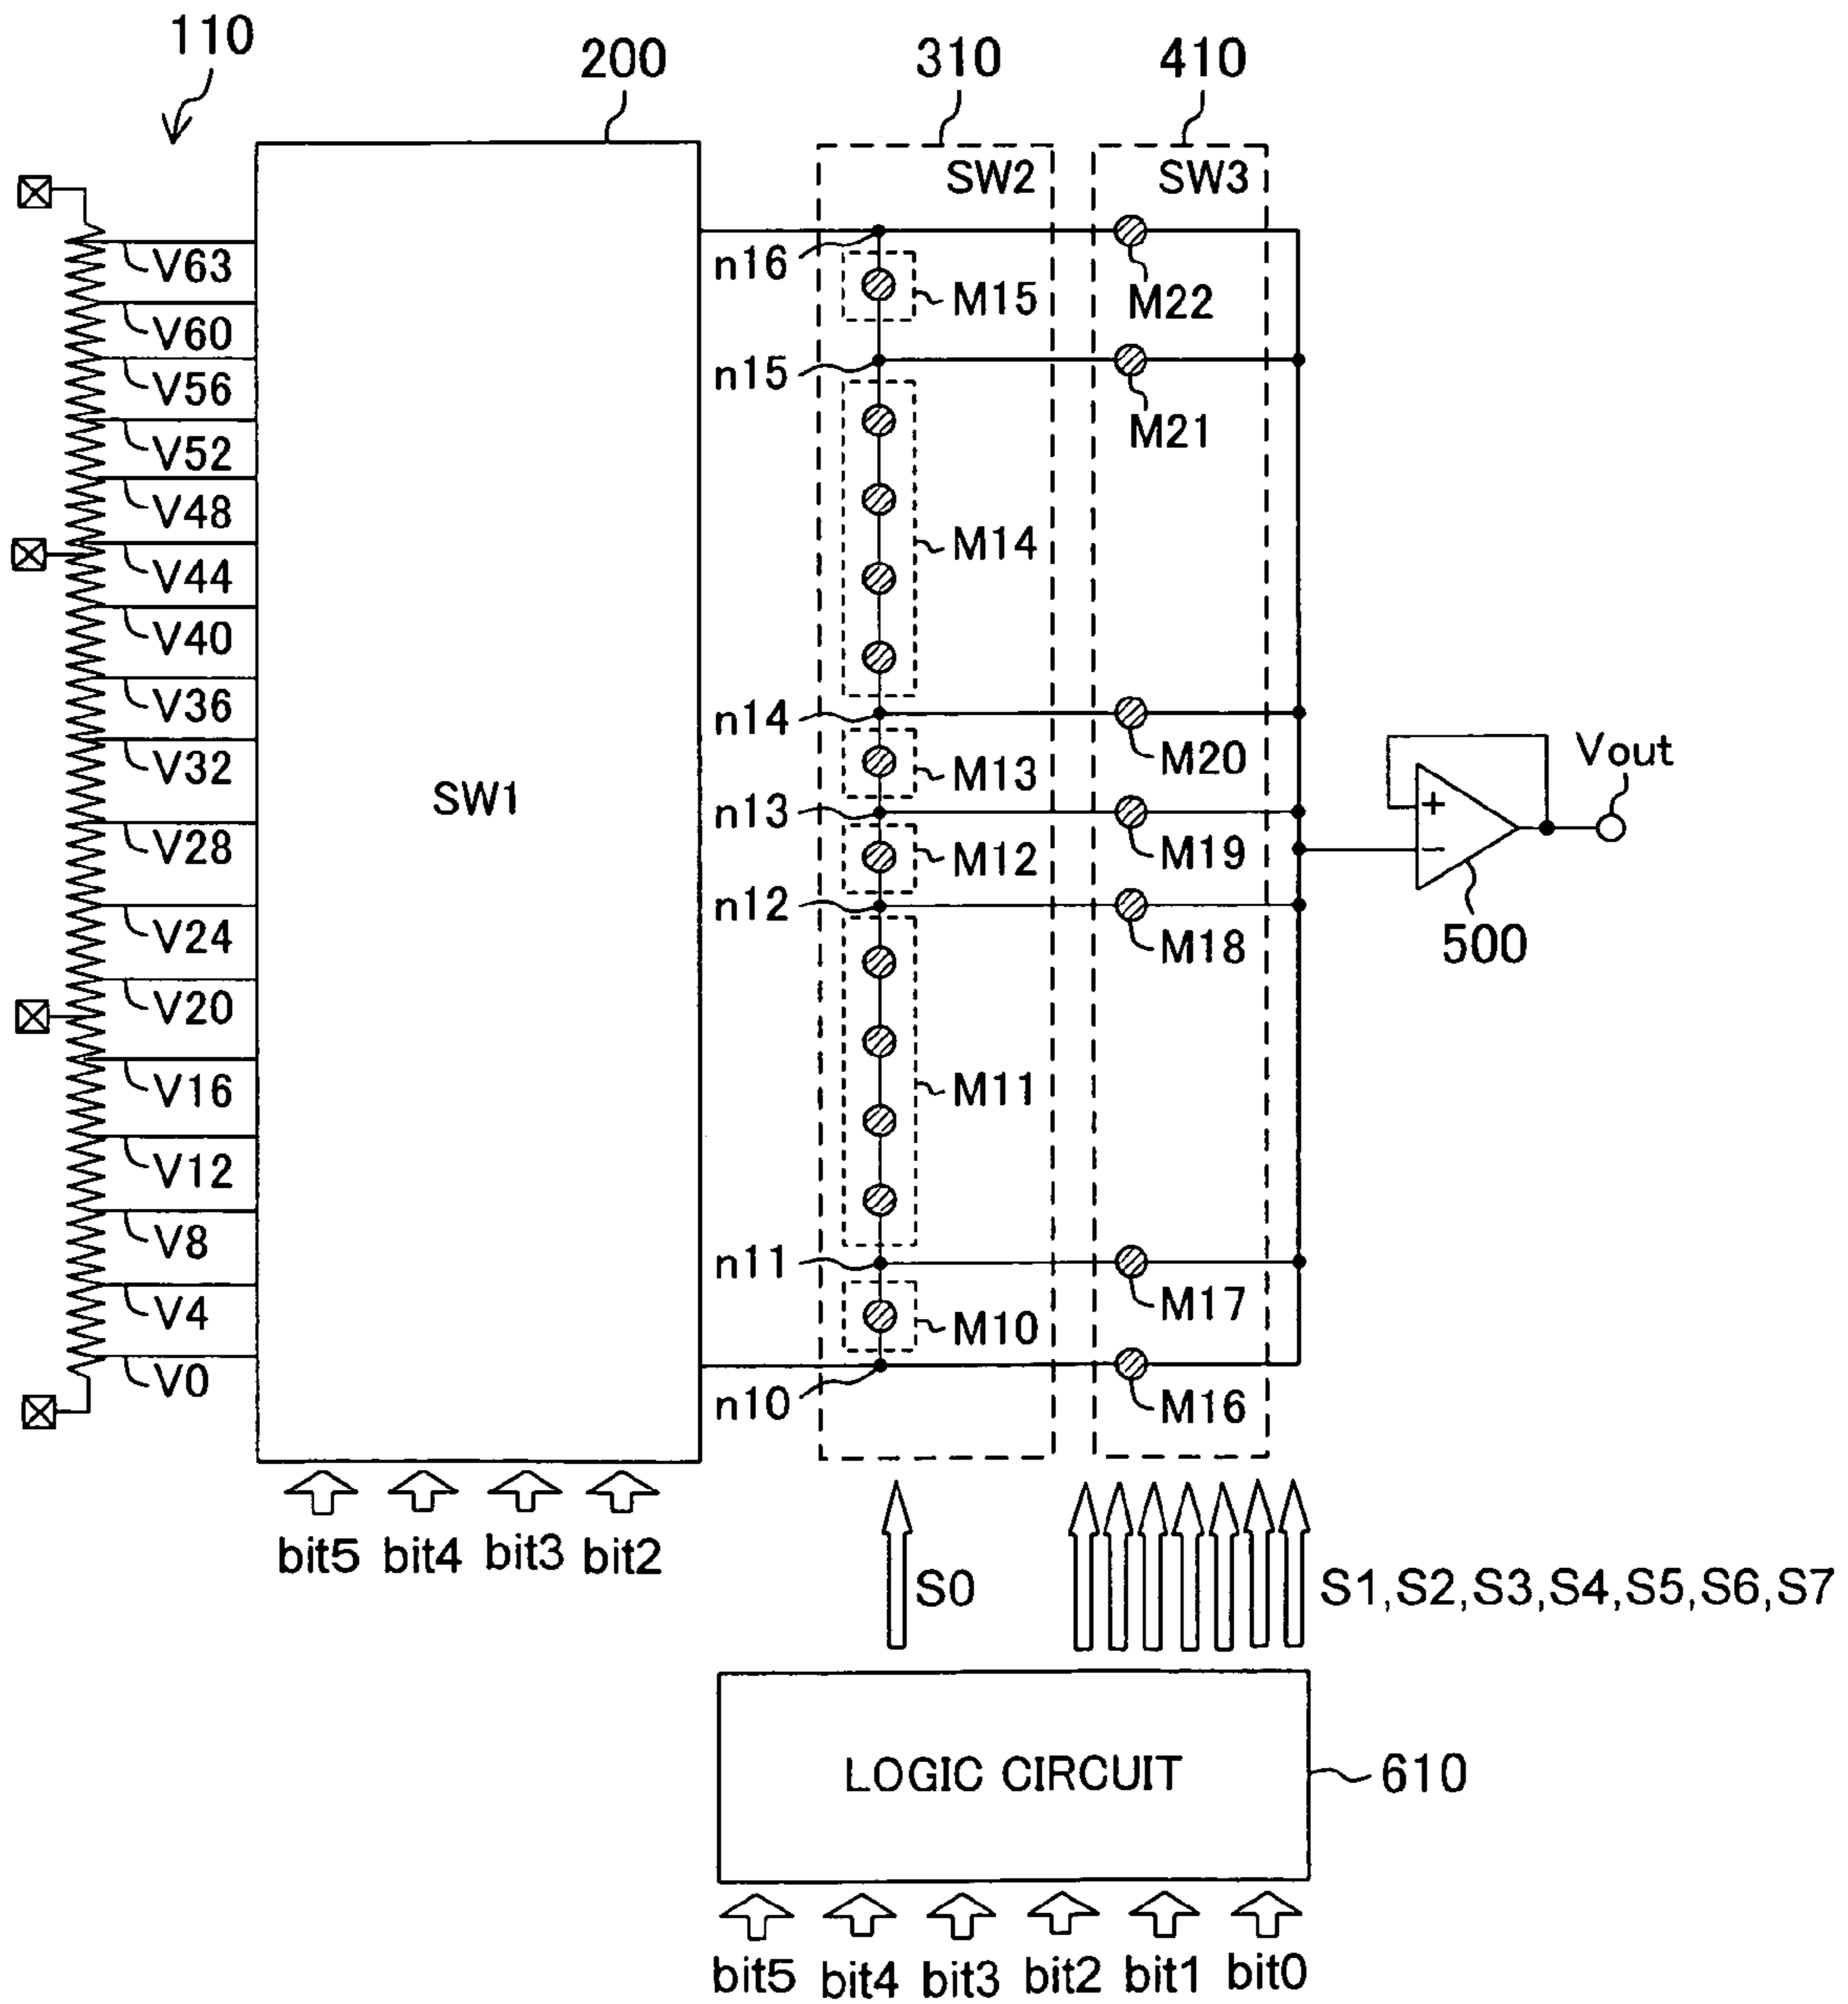 110
200
310
410
SW2
SW3
V63
V60
V56
V52
V48
V44
V40
V36
V32
V28
V24
V20
V16
V12
V8
V4
V0
SW1
n16
M15
M22
n15
M21
M14
n14
M20
M13
n13
M19
M12
n12
M18
M11
n11
M17
M10
n10
M16
+
−
Vout
500
bit5 bit4 bit3 bit2
S0
S1,S2,S3,S4,S5,S6,S7
LOGIC CIRCUIT
610
bit5 bit4 bit3 bit2 bit1 bit0